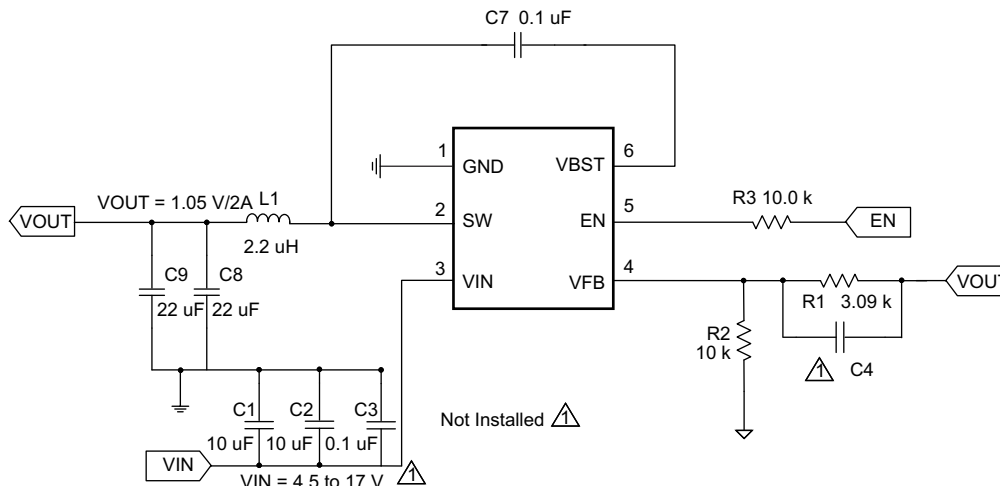 C7 0.1 uF
1
GND
VBST
6
VOUT
VOUT = 1.05 V/2A
L1
2.2 uH
2
SW
EN
5
R3 10.0 k
EN
3
VIN
VFB
4
C9
22 uF
C8
22 uF
R1 3.09 k
VOUT
R2
10 k
1
C4
C1
10 uF
C2
10 uF
C3
0.1 uF
Not Installed 1
VIN
VIN = 4.5 to 17 V
1